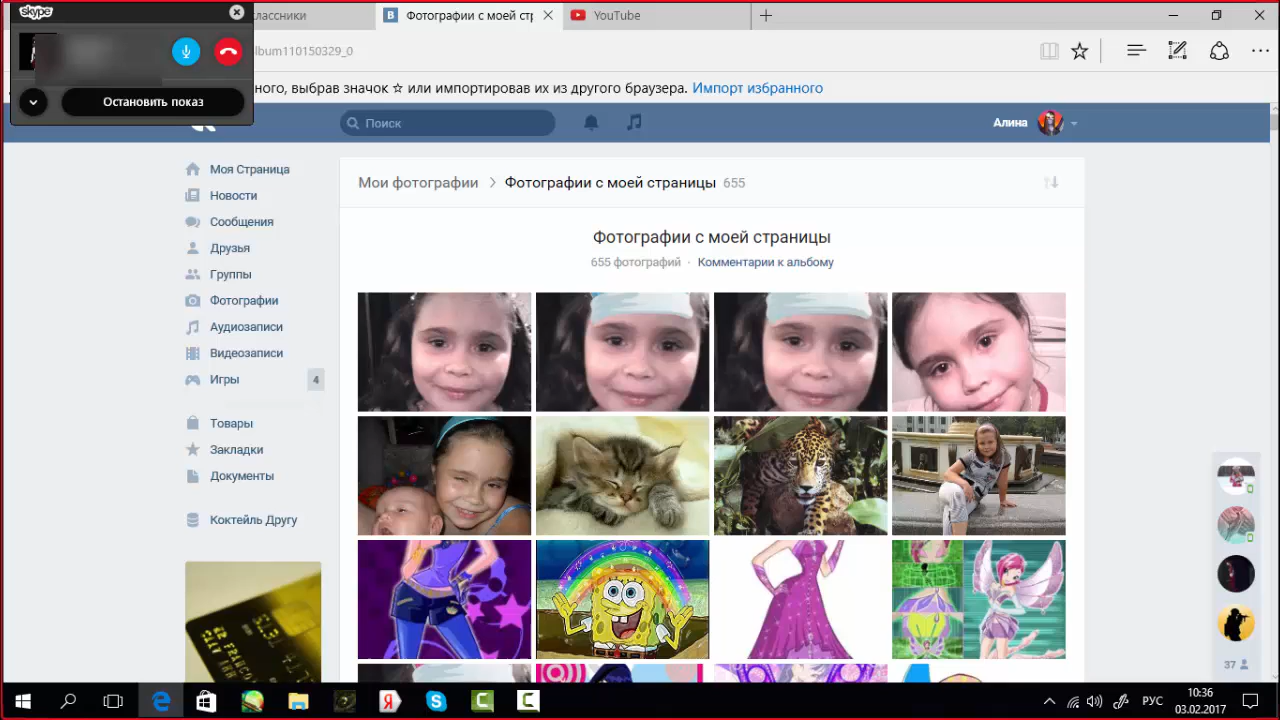 skype
классники
Фотографии с моей стр
YouTube
lbum110150329_0
ного, выбрав значок ☆ или импортировав их из другого браузера. Импорт избранного
Остановить показ
Поиск
Алина
Моя Страница
Новости
Сообщения
Друзья
Группы
Фотографии
Аудиозаписи
Видеозаписи
Игры
4
Товары
Закладки
Документы
Коктейль Другу
Мои фотографии > Фотографии с моей страницы 655
Фотографии с моей страницы
655 фотографий · Комментарии к альбому
37
РУС
10:36
03.02.2017